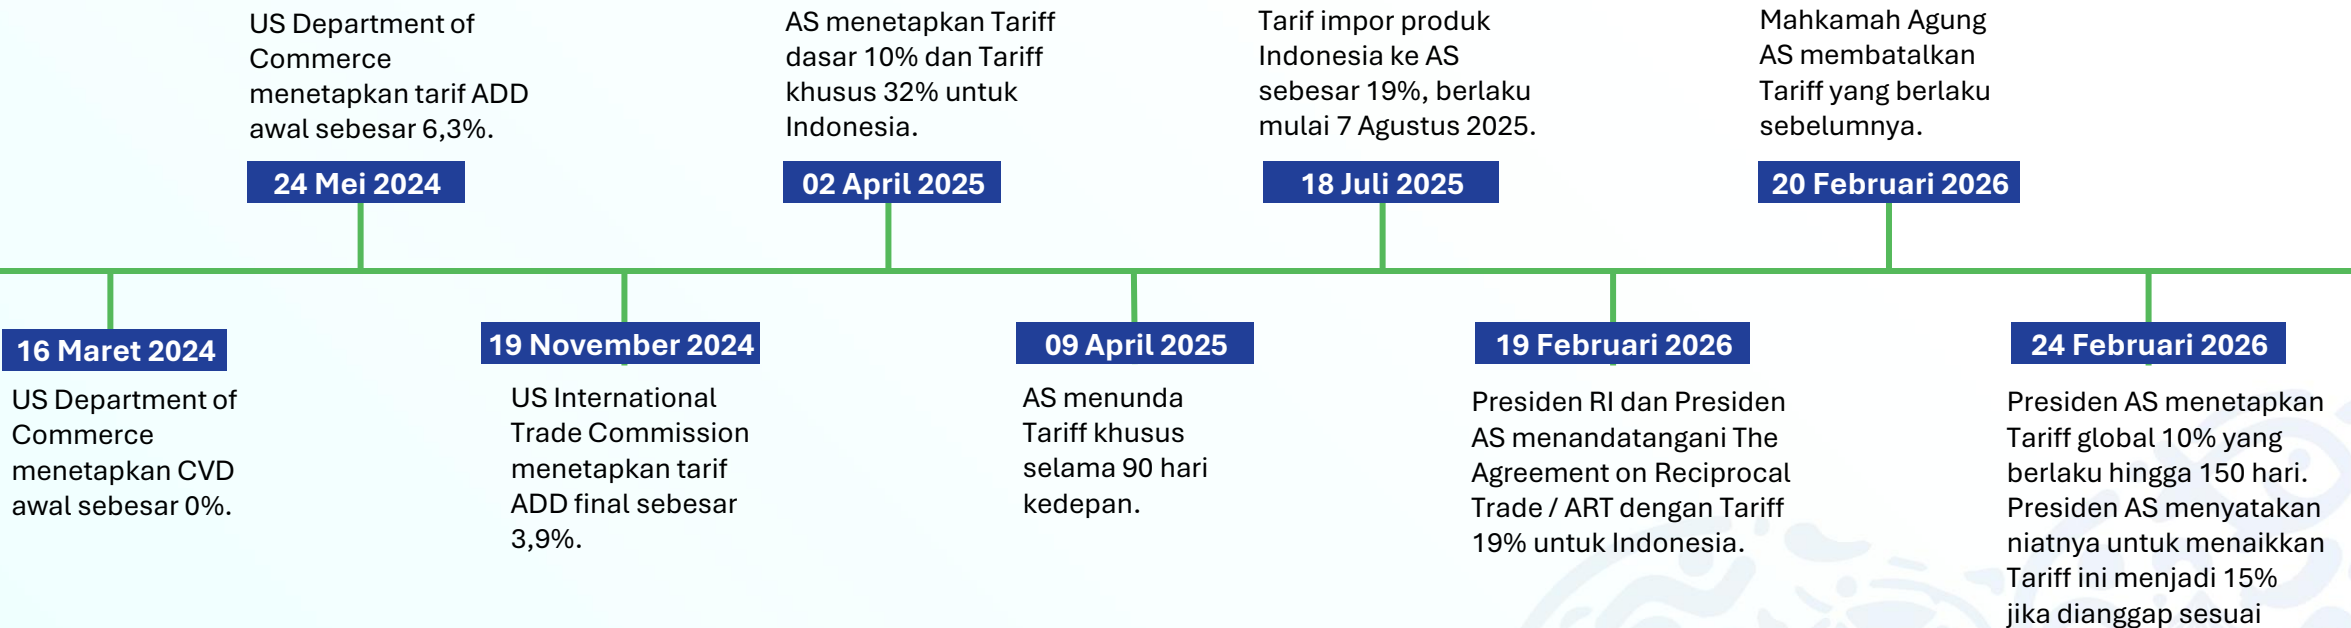 US Department of
Commerce
menetapkan tarif ADD
awal sebesar 6,3%.
24 Mei 2024
AS menetapkan Tariff
dasar 10% dan Tariff
khusus 32% untuk
Indonesia.
02 April 2025
Tarif impor produk
Indonesia ke AS
sebesar 19%, berlaku
mulai 7 Agustus 2025.
18 Juli 2025
Mahkamah Agung
AS membatalkan
Tariff yang berlaku
sebelumnya.
20 Februari 2026
16 Maret 2024
US Department of
Commerce
menetapkan CVD
awal sebesar 0%.
19 November 2024
US International
Trade Commission
menetapkan tarif
ADD final sebesar
3,9%.
09 April 2025
AS menunda
Tariff khusus
selama 90 hari
kedepan.
19 Februari 2026
Presiden RI dan Presiden
AS menandatangani The
Agreement on Reciprocal
Trade / ART dengan Tariff
19% untuk Indonesia.
24 Februari 2026
Presiden AS menetapkan
Tariff global 10% yang
berlaku hingga 150 hari.
Presiden AS menyatakan
niatnya untuk menaikkan
Tariff ini menjadi 15%
jika dianggap sesuai